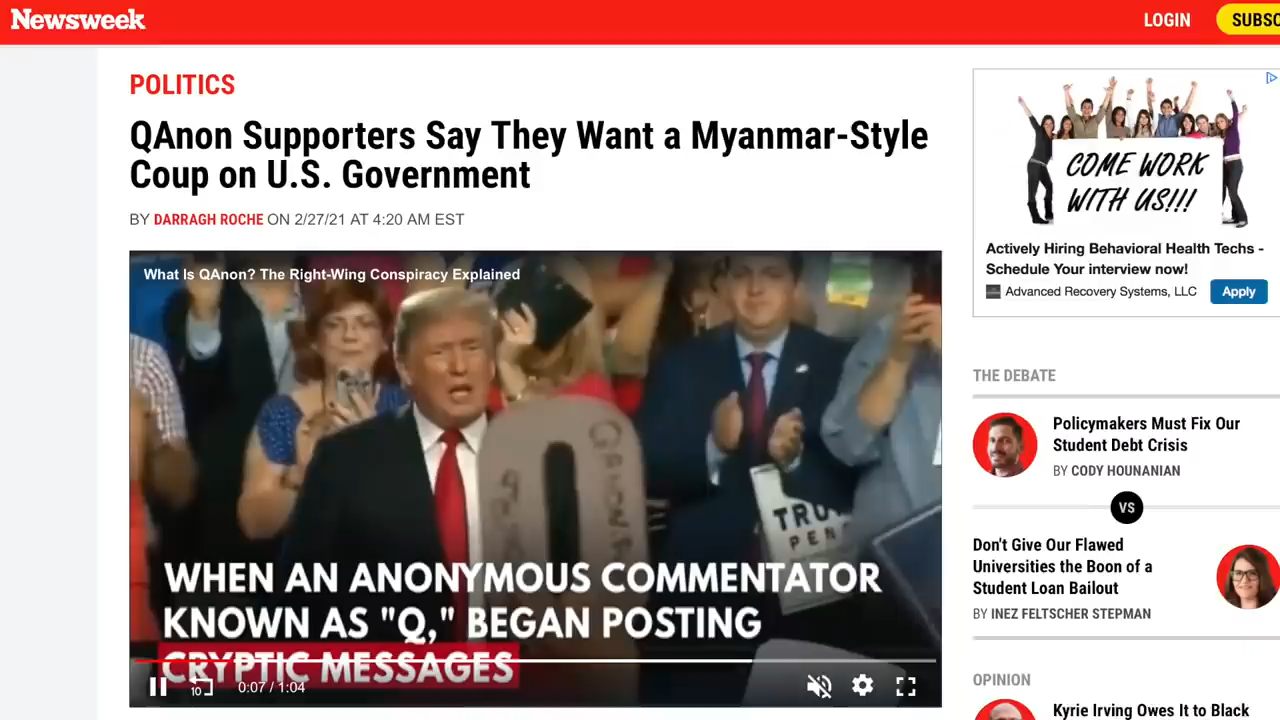 Newsweek
LOGIN
SUBSC
POLITICS
QAnon Supporters Say They Want a Myanmar-Style
Coup on U.S. Government
BY DARRAGH ROCHE ON 2/27/21 AT 4:20 AM EST
What Is QAnon? The Right-Wing Conspiracy Explained
TRU
PEN
WHEN AN ANONYMOUS COMMENTATOR
KNOWN AS "Q," BEGAN POSTING
CRYPTIC MESSAGES
10
0:07 / 1:04
COME WORK
WITH US!!!
Actively Hiring Behavioral Health Techs -
Schedule Your interview now!
Advanced Recovery Systems, LLC
Apply
THE DEBATE
Policymakers Must Fix Our
Student Debt Crisis
BY CODY HOUNANIAN
VS
Don't Give Our Flawed
Universities the Boon of a
Student Loan Bailout
BY INEZ FELTSCHER STEPMAN
OPINION
Kyrie Irving Owes It to Black